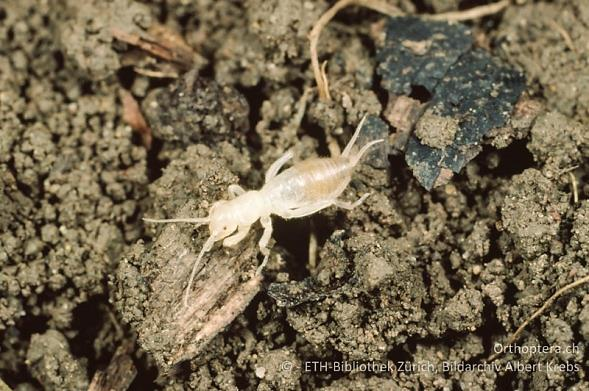 Orthoptera.ch
© ETH-Bibliothek Zürich, Bildarchiv Albert Krebs